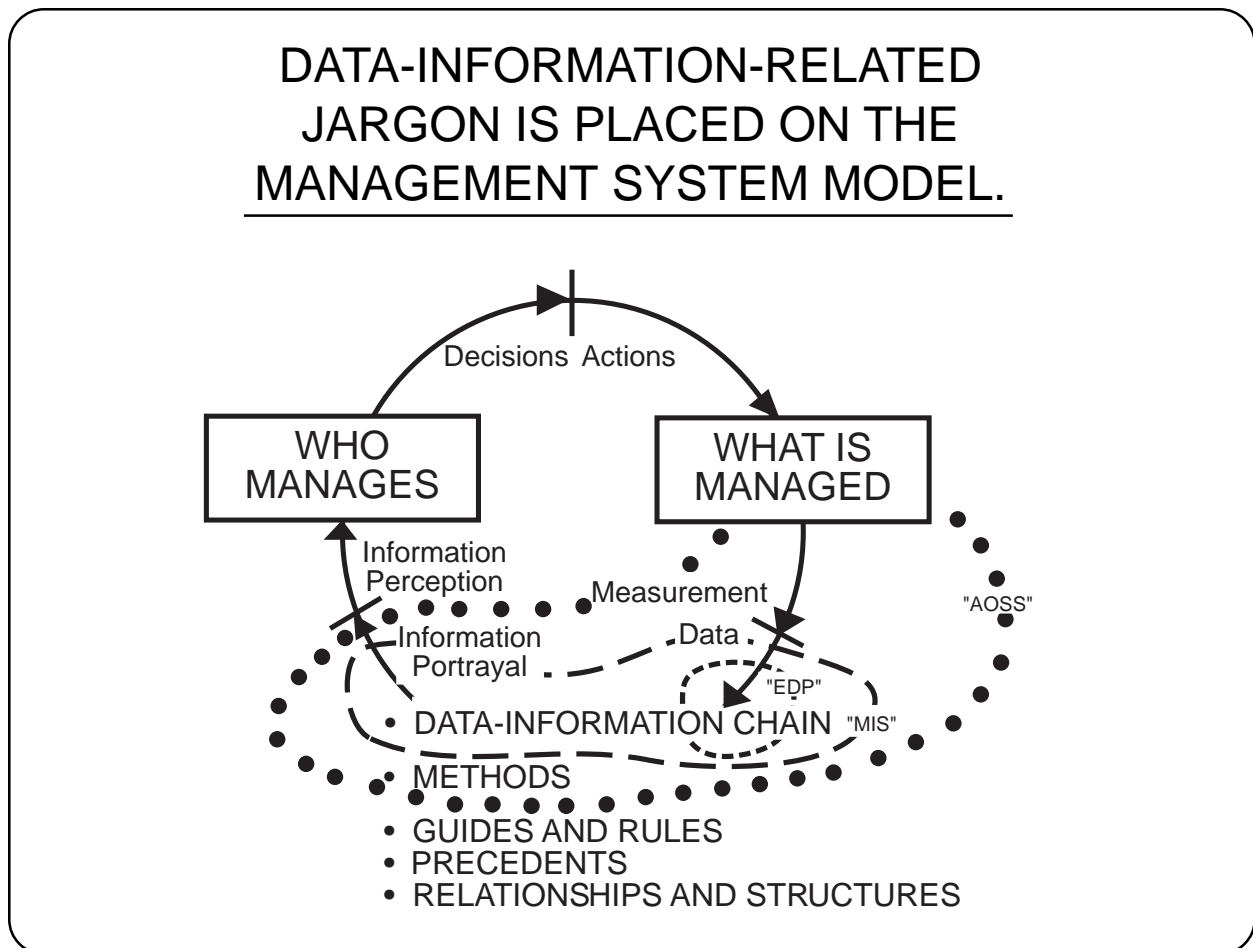 DATA-INFORMATION-RELATED
JARGON IS PLACED ON THE
MANAGEMENT SYSTEM MODEL.
Decisions Actions
WHO
MANAGES
WHAT IS
MANAGED
Information
Perception
Measurement
"AOSS"
Information
Portrayal
Data
"EDP"
• DATA-INFORMATION CHAIN "MIS"
• METHODS
• GUIDES AND RULES
• PRECEDENTS
• RELATIONSHIPS AND STRUCTURES